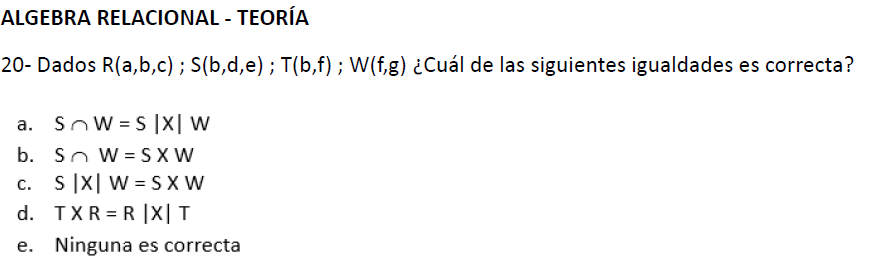 ALGEBRA RELACIONAL - TEORÍA
20- Dados R(a,b,c) ; S(b,d,e) ; T(b,f) ; W(f,g) ¿Cuál de las siguientes igualdades es correcta?
a. S ∩ W = S |X| W
b. S ∩ W = S X W
c. S |X| W = S X W
d. T X R = R |X| T
e. Ninguna es correcta